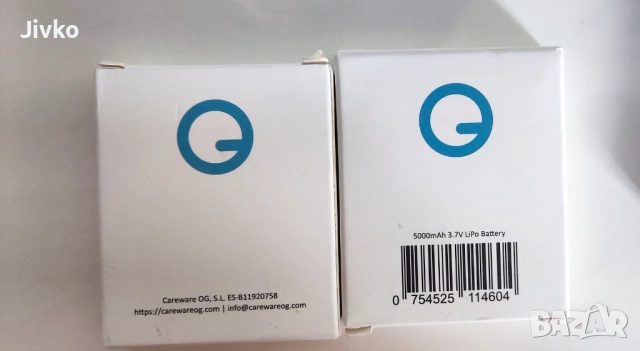 Jivko
Careware OG, S.L. ES-B11920758
https://carewareog.com | info@carewareog.com
5000mAh 3.7V LiPo Battery
0 754525 114604
BAZAR